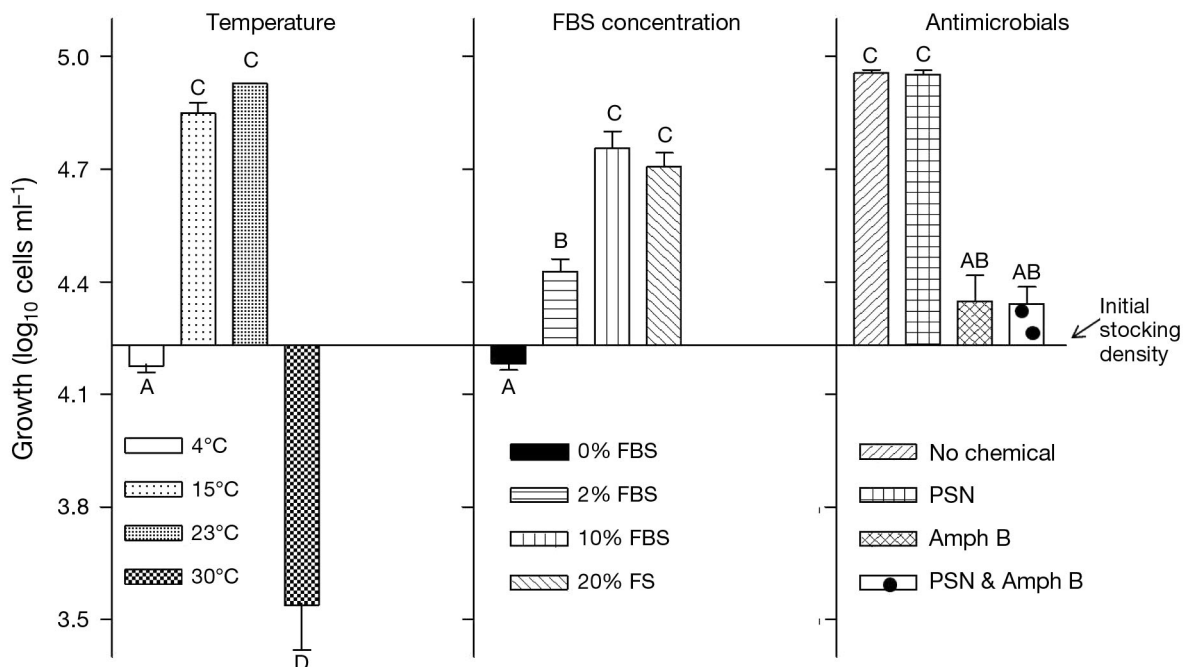 Temperature
FBS concentration
Antimicrobials
Growth (log10 cells ml–1)
5.0
4.7
4.4
4.1
3.8
3.5
A
C
C
D
A
B
C
C
C
C
AB
AB
Initial
stocking
density
4°C
15°C
23°C
30°C
0% FBS
2% FBS
10% FBS
20% FS
No chemical
PSN
Amph B
PSN & Amph B